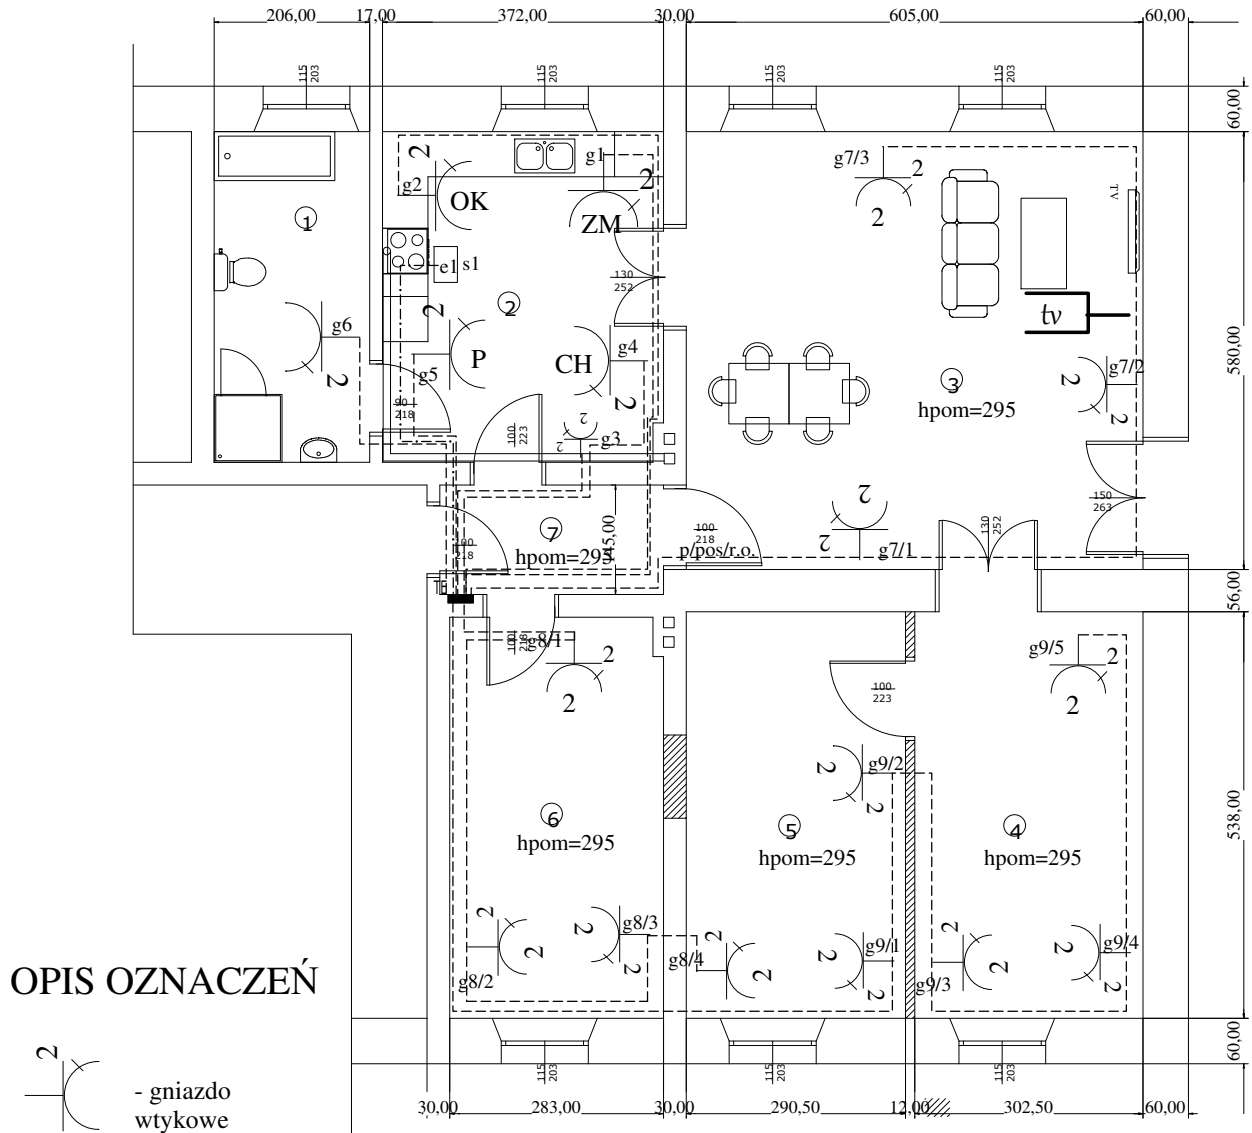 206,00 17,00 372,00 30,00 605,00 60,00
115 203 115 203 115 203 115 203
60,00
g1 g7/3 2
2 2 TV
g2 OK ZM 2
1
e1 s1 130 252
2 2 tv
g6 g4 580,00
P CH g7/2
g5 3 2
2 hpom=295
90 218 2 2
100 223 2 g3
2
150 263
2
7 145,00 100 218 2 130 252
100 218 hpom=295 p/pos/r.o. g7/1
TE 56,00
100 218 g8/1 g9/5
2 2
2 100 223 2
g9/2
2
2
6 5 4
hpom=295 hpom=295 hpom=295
538,00
2 g8/3 2 2
2 2 2 g9/1 2 g9/4
2 g8/4 2 2 2
g8/2 2 g9/3 2
OPIS OZNACZEŃ
2 60,00
115 203 115 203 115 203
- gniazdo
wtykowe
30,00 283,00 30,00 290,50 12,00 302,50 60,00